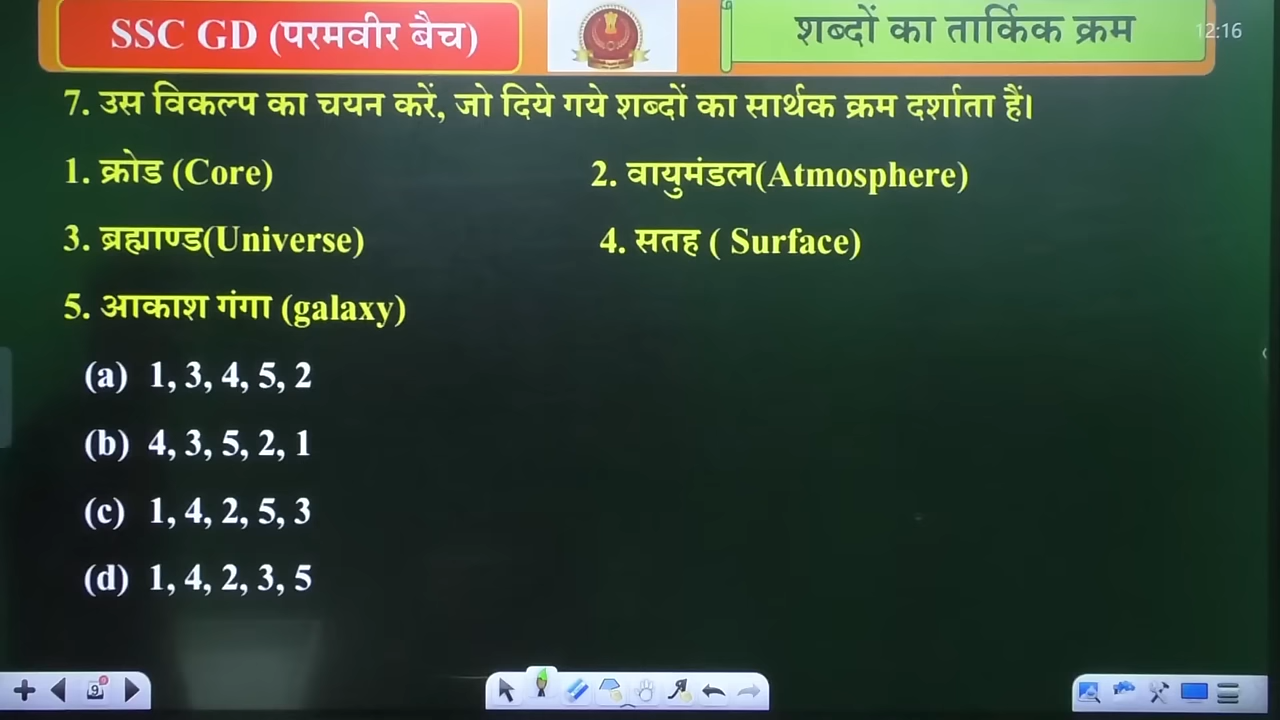 SSC GD (परमवीर बैच)
शब्दों का तार्किक क्रम
12:16
7. उस विकल्प का चयन करें, जो दिये गये शब्दों का सार्थक क्रम दर्शाता हैं।
1. क्रोड (Core) 2. वायुमंडल(Atmosphere)
3. ब्रह्माण्ड(Universe) 4. सतह ( Surface)
5. आकाश गंगा (galaxy)
(a) 1, 3, 4, 5, 2
(b) 4, 3, 5, 2, 1
(c) 1, 4, 2, 5, 3
(d) 1, 4, 2, 3, 5
9